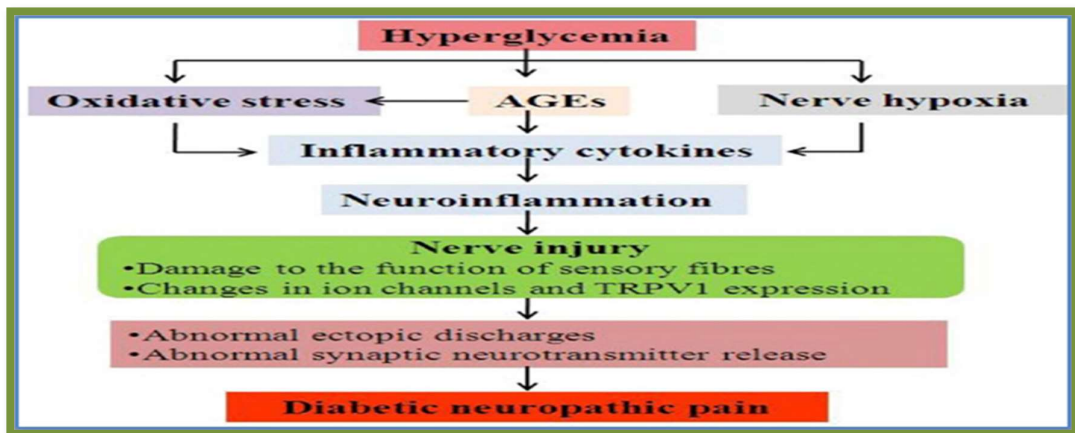 Hyperglycemia
Oxidative stress
AGEs
Nerve hypoxia
Inflammatory cytokines
Neuroinflammation
Nerve injury
•Damage to the function of sensory fibres
•Changes in ion channels and TRPV1 expression
•Abnormal ectopic discharges
•Abnormal synaptic neurotransmitter release
Diabetic neuropathic pain